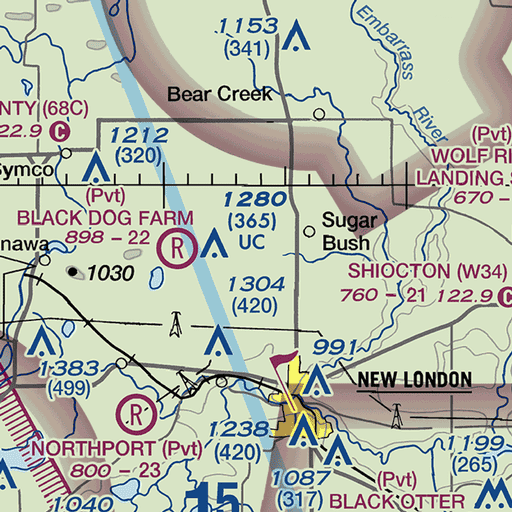 1153
(341)
Embarrass
River
Bear Creek
NTY (68C)
22.9 C
1212
(320)
Symco
(Pvt)
WOLF RI
LANDING S
670 -
(Pvt)
BLACK DOG FARM
898 - 22
R
1280
(365)
UC
Sugar
Bush
nawa
1030
SHIOCTON (W34)
760 - 21 122.9 C
1304
(420)
991
1383
(499)
NEW LONDON
R
NORTHPORT (Pvt)
800 - 23
1238
(420)
1199
(265)
1087
(317)
(Pvt)
BLACK OTTER
1040
15